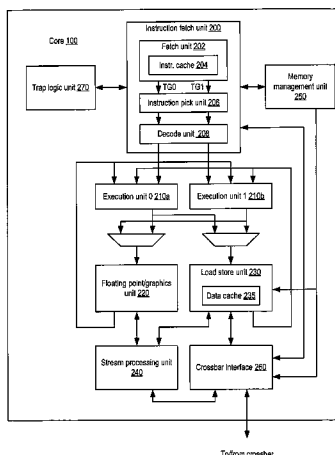 Instruction fetch unit 200
Core 100
Fetch unit 202
Instr. cache 204
TG0 TG1
Trap logic unit 270
Instruction pick unit 206
Memory management unit 250
Decode unit 208
Execution unit 0 210a
Execution unit 1 210b
Floating point/graphics unit 220
Load store unit 230
Data cache 235
Stream processing unit 240
Crossbar Interface 260
To/from crossbar